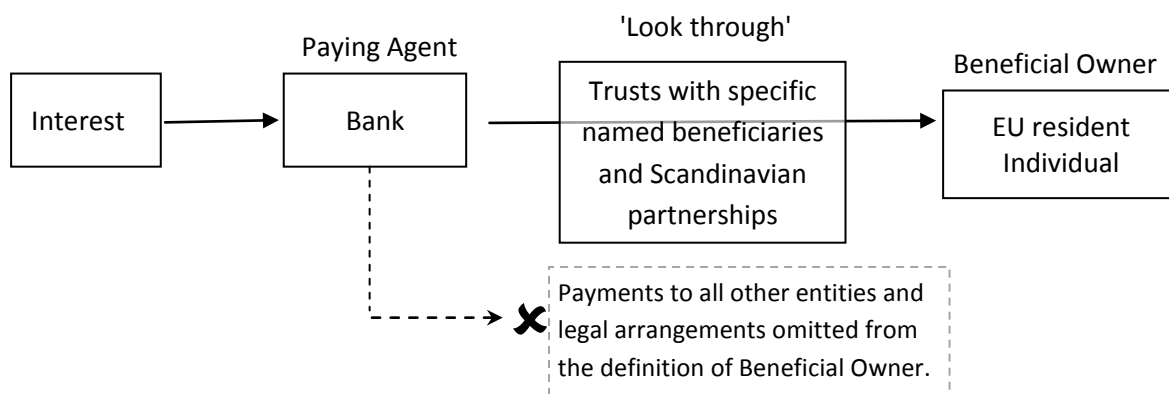 'Look through'
Paying Agent
Beneficial Owner
Interest
Bank
Trusts with specific
named beneficiaries
and Scandinavian
partnerships
EU resident
Individual
Payments to all other entities and
legal arrangements omitted from
the definition of Beneficial Owner.